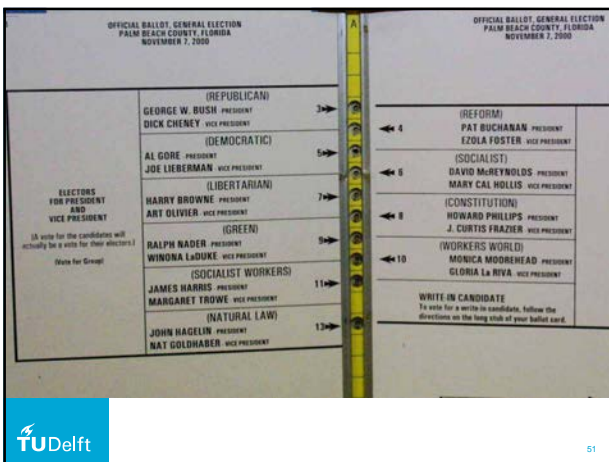 OFFICIAL BALLOT, GENERAL ELECTION
PALM BEACH COUNTY, FLORIDA
NOVEMBER 7, 2000
ELECTORS
FOR PRESIDENT
AND
VICE PRESIDENT
(A vote for the candidates will
actually be a vote for their electors.)
(Vote for Group)
(REPUBLICAN)
GEORGE W. BUSH - PRESIDENT
DICK CHENEY - VICE PRESIDENT
3
(DEMOCRATIC)
AL GORE - PRESIDENT
JOE LIEBERMAN - VICE PRESIDENT
5
(LIBERTARIAN)
HARRY BROWNE - PRESIDENT
ART OLIVIER - VICE PRESIDENT
7
(GREEN)
RALPH NADER - PRESIDENT
WINONA LaDUKE - VICE PRESIDENT
9
(SOCIALIST WORKERS)
JAMES HARRIS - PRESIDENT
MARGARET TROWE - VICE PRESIDENT
11
(NATURAL LAW)
JOHN HAGELIN - PRESIDENT
NAT GOLDHABER - VICE PRESIDENT
13
A
OFFICIAL BALLOT, GENERAL ELECTION
PALM BEACH COUNTY, FLORIDA
NOVEMBER 7, 2000
(REFORM)
4 PAT BUCHANAN - PRESIDENT
EZOLA FOSTER - VICE PRESIDENT
(SOCIALIST)
6 DAVID McREYNOLDS - PRESIDENT
MARY CAL HOLLIS - VICE PRESIDENT
(CONSTITUTION)
8 HOWARD PHILLIPS - PRESIDENT
J. CURTIS FRAZIER - VICE PRESIDENT
(WORKERS WORLD)
10 MONICA MOOREHEAD - PRESIDENT
GLORIA La RIVA - VICE PRESIDENT
WRITE-IN CANDIDATE
To vote for a write-in candidate, follow the
directions on the long stub of your ballot card.
TUDelft
51